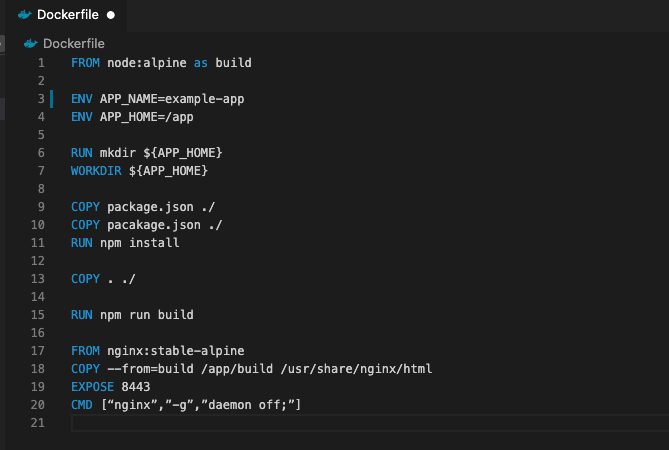 Dockerfile
Dockerfile
1 FROM node:alpine as build
2
3 ENV APP_NAME=example-app
4 ENV APP_HOME=/app
5
6 RUN mkdir ${APP_HOME}
7 WORKDIR ${APP_HOME}
8
9 COPY package.json ./
10 COPY pacakage.json ./
11 RUN npm install
12
13 COPY . ./
14
15 RUN npm run build
16
17 FROM nginx:stable-alpine
18 COPY --from=build /app/build /usr/share/nginx/html
19 EXPOSE 8443
20 CMD [“nginx”,”-g”,”daemon off;”]
21